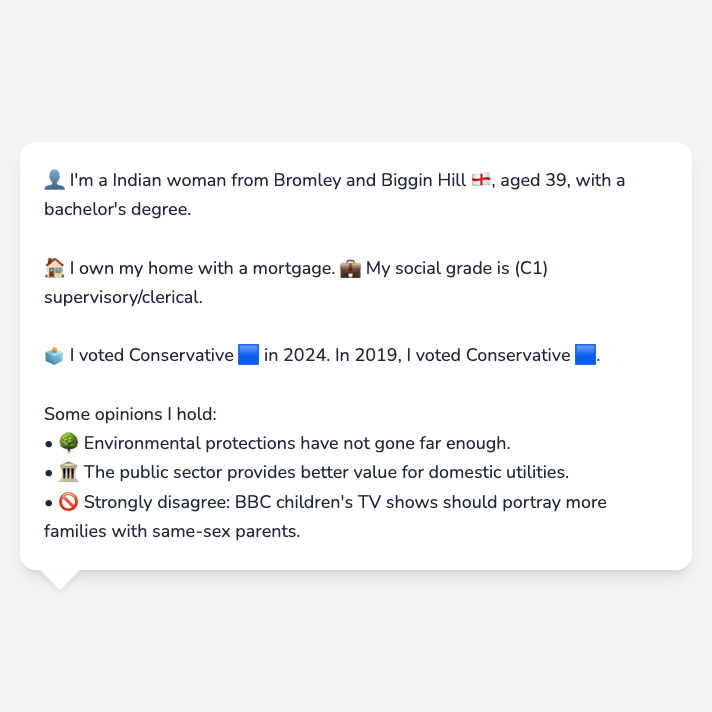 👤 I'm a Indian woman from Bromley and Biggin Hill 🏴󠁧󠁢󠁥󠁮󠁧󠁿, aged 39, with a
bachelor's degree.
🏠 I own my home with a mortgage. 💼 My social grade is (C1)
supervisory/clerical.
🗳️ I voted Conservative 🟦 in 2024. In 2019, I voted Conservative 🟦.
Some opinions I hold:
• 🌳 Environmental protections have not gone far enough.
• 🏛️ The public sector provides better value for domestic utilities.
• 🚫 Strongly disagree: BBC children's TV shows should portray more
families with same-sex parents.